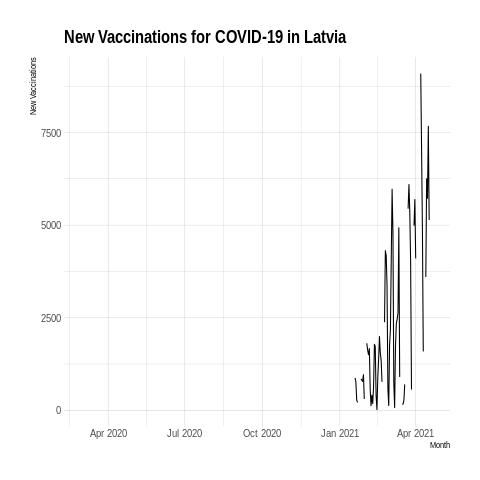 New Vaccinations for COVID-19 in Latvia
New Vaccinations
7500
5000
2500
0
Apr 2020 Jul 2020 Oct 2020 Jan 2021 Apr 2021
Month